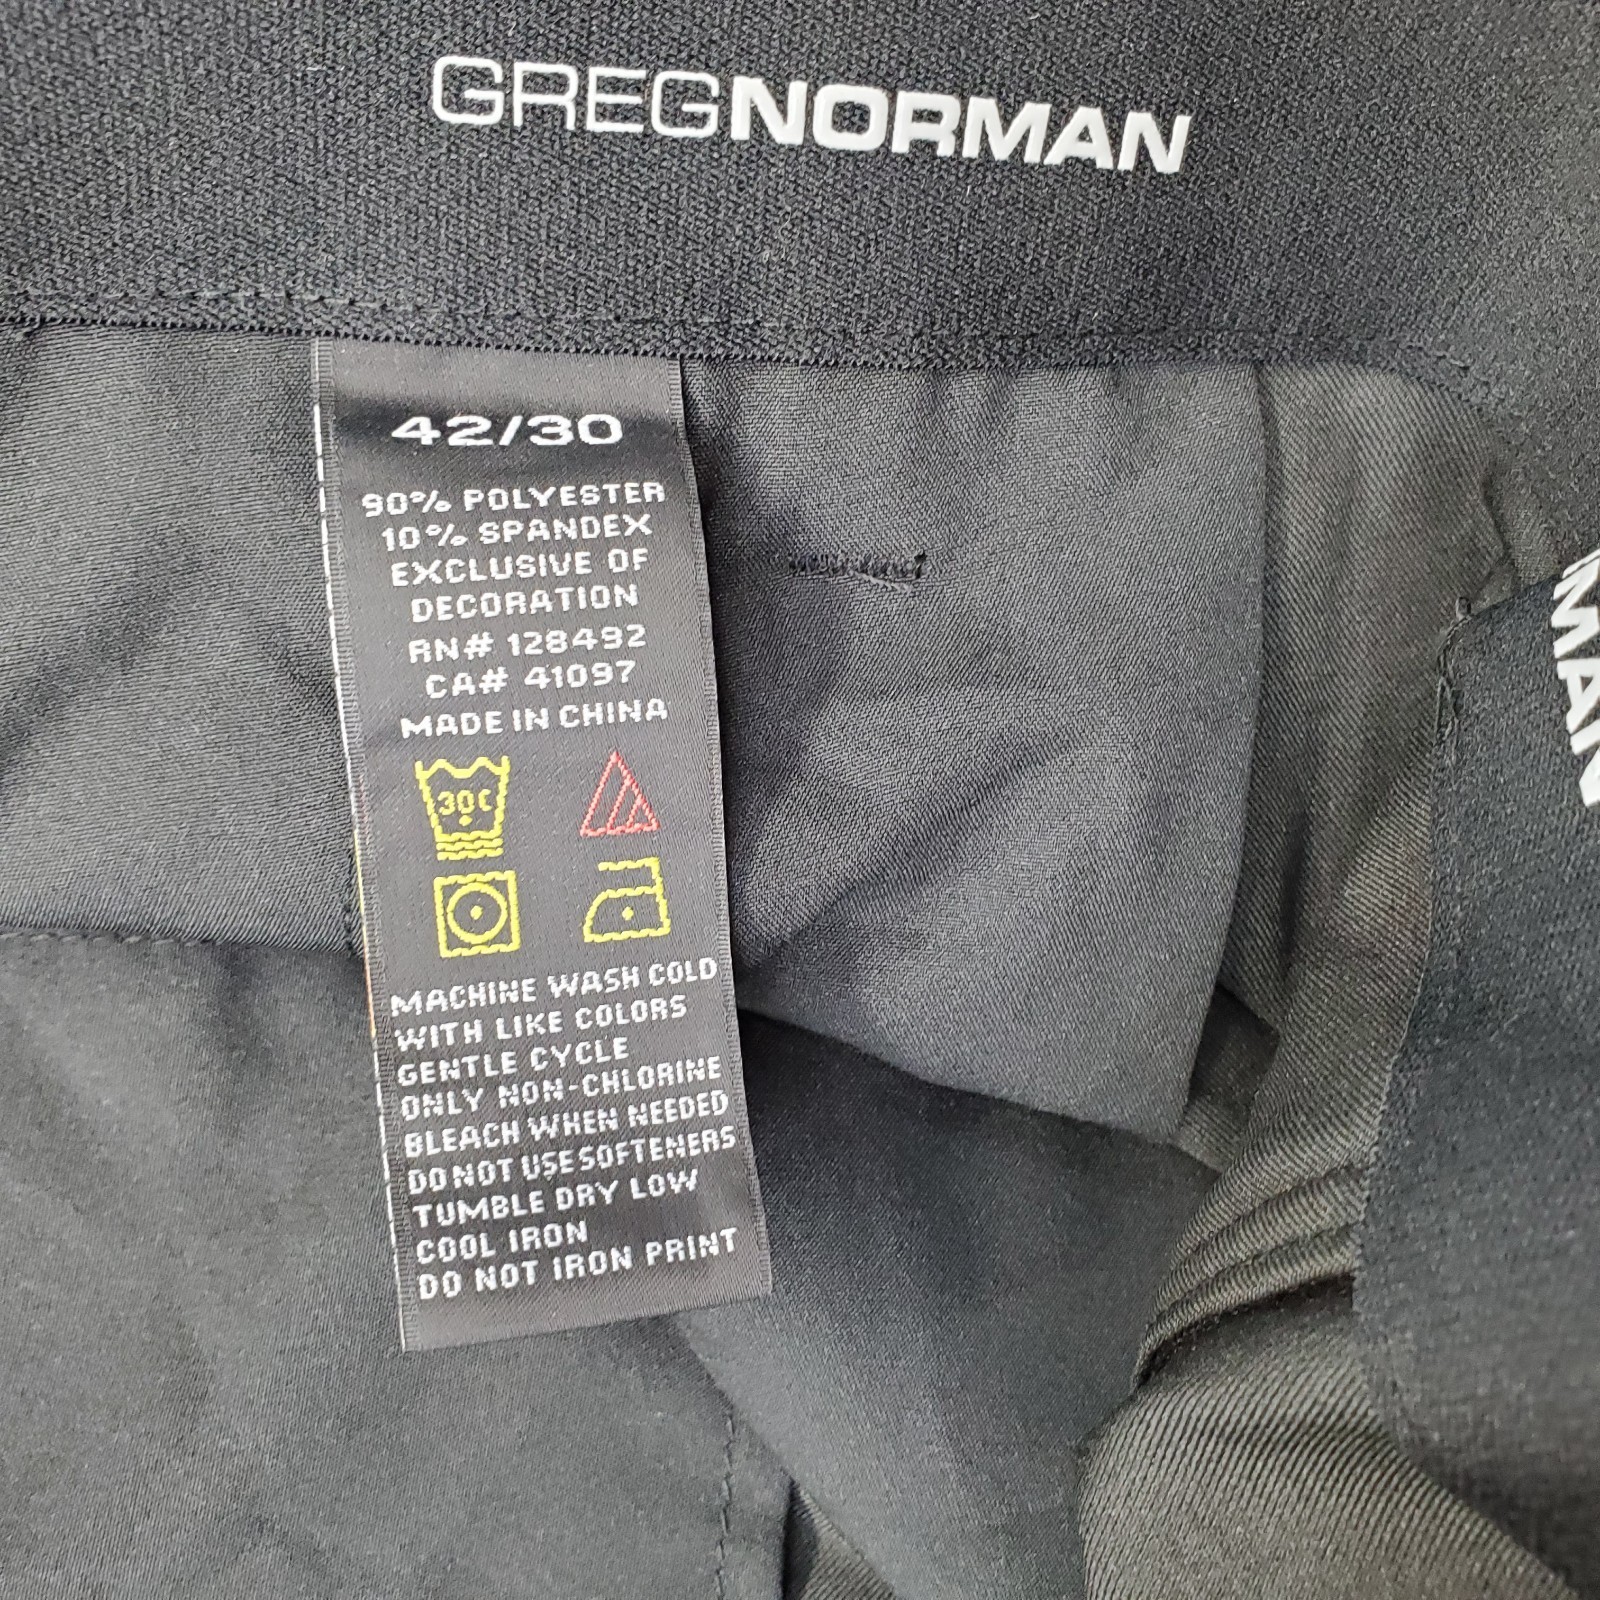 GREGNORMAN
42/30
90% POLYESTER
10% SPANDEX
EXCLUSIVE OF
DECORATION
RN# 128492
CA# 41097
MADE IN CHINA
30C
MACHINE WASH COLD
WITH LIKE COLORS
GENTLE CYCLE
ONLY NON-CHLORINE
BLEACH WHEN NEEDED
DO NOT USE SOFTENERS
TUMBLE DRY LOW
COOL IRON
DO NOT IRON PRINT
MAN